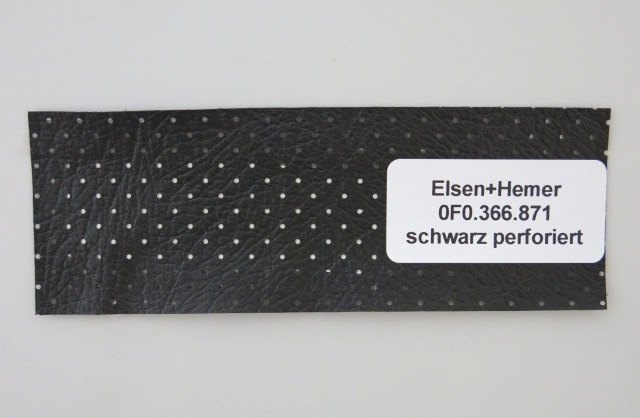 Elsen+Hemer
0F0.366.871
schwarz perforiert